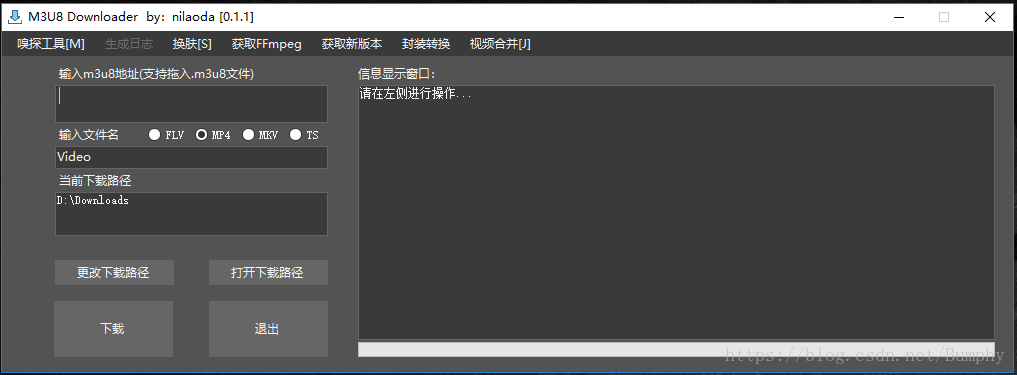 M3U8 Downloader by: nilaoda [0.1.1]
嗅探工具[M] 生成日志 换肤[S] 获取FFmpeg 获取新版本 封装转换 视频合并[J]
输入m3u8地址(支持拖入.m3u8文件)
输入文件名 FLV MP4 MKV TS
Video
当前下载路径
D:\Downloads
更改下载路径 打开下载路径
下载 退出
信息显示窗口:
请在左侧进行操作...
https://blog.csdn.net/Bumphy